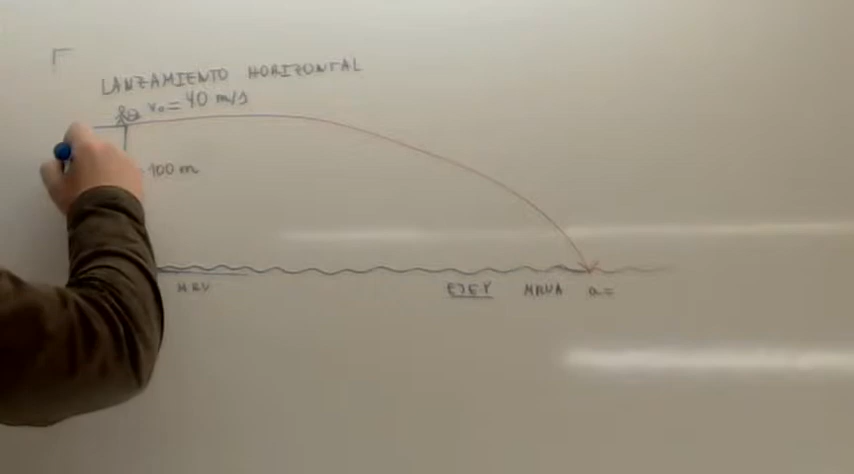 LANZAMIENTO HORIZONTAL
v₀ = 40 m/s
100 m
MRU
EJE Y MRUA a =